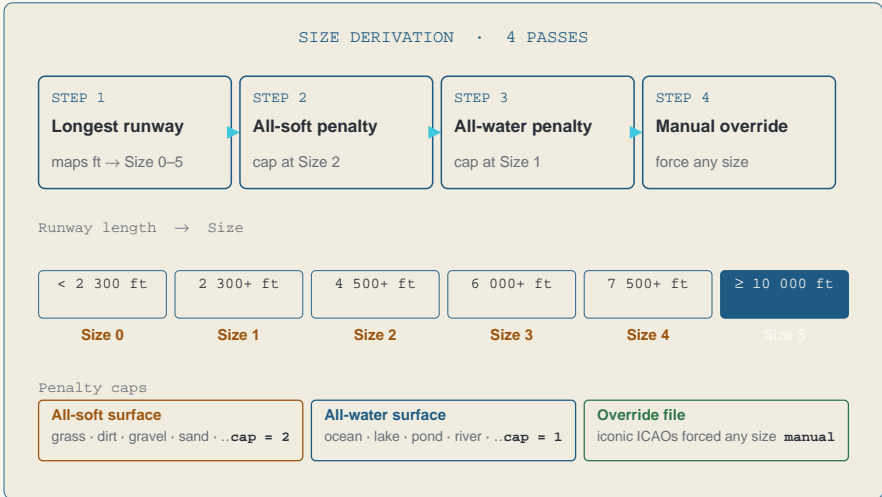 SIZE DERIVATION · 4 PASSES
STEP 1
Longest runway
maps ft → Size 0–5
STEP 2
All-soft penalty
cap at Size 2
STEP 3
All-water penalty
cap at Size 1
STEP 4
Manual override
force any size
Runway length → Size
< 2 300 ft
2 300+ ft
4 500+ ft
6 000+ ft
7 500+ ft
≥ 10 000 ft
Size 0
Size 1
Size 2
Size 3
Size 4
Size 5
Penalty caps
All-soft surface
grass · dirt · gravel · sand · ..cap = 2
All-water surface
ocean · lake · pond · river · ..cap = 1
Override file
iconic ICAOs forced any size manual